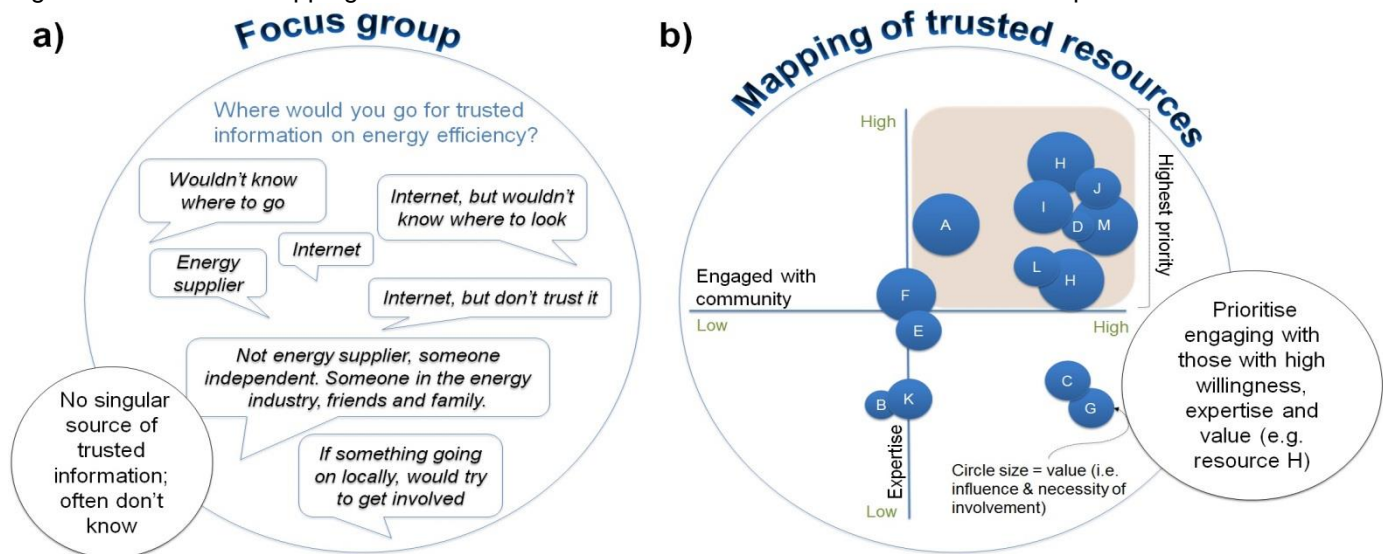 a)
Focus group
Where would you go for trusted
information on energy efficiency?
Wouldn't know
where to go
Internet, but wouldn't
know where to look
Internet
Energy
supplier
Internet, but don't trust it
Not energy supplier, someone
independent. Someone in the energy
industry, friends and family.
If something going
on locally, would try
to get involved
No singular
source of
trusted
information;
often don't
know
b)
Mapping of trusted resources
High
Highest priority
H
J
I
A
D
M
L
H
Engaged with
community
F
Low
High
E
C
B
K
G
Expertise
Low
Circle size = value (i.e.
influence & necessity of
involvement)
Prioritise
engaging with
those with high
willingness,
expertise and
value (e.g.
resource H)